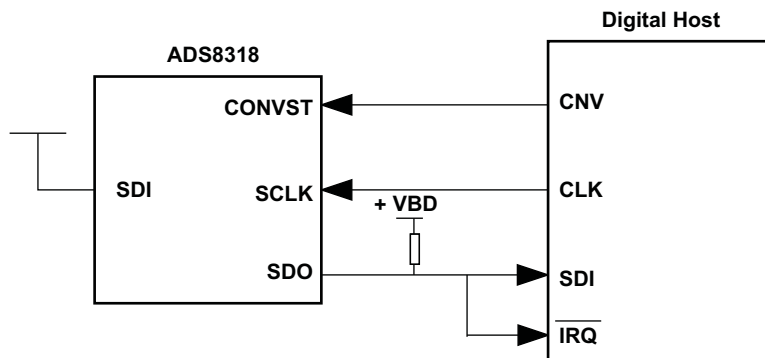 Digital Host
ADS8318
CONVST
CNV
SDI
SCLK
CLK
+ VBD
SDO
SDI
IRQ